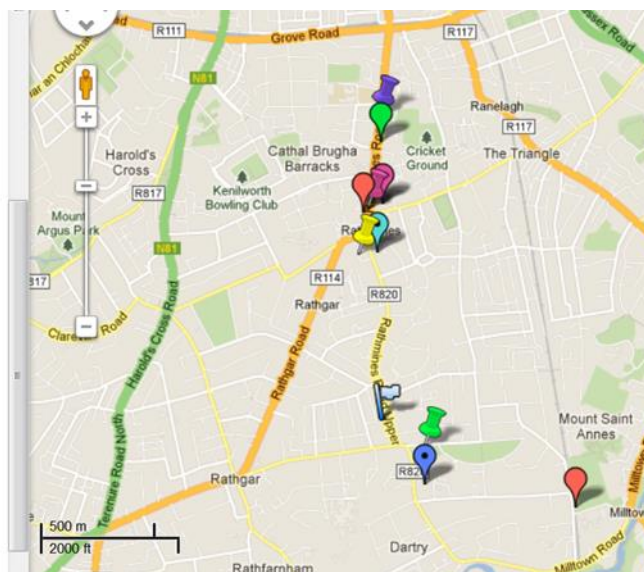 R111
Grove Road
R117
N81
Ranelagh
R117
Harold's
Cross
Cathal Brugha
Barracks
Cricket
Ground
The Triangle
R817
Kenilworth
Bowling Club
Mount
Argus Park
N81
817
R114
R820
Rathgar
Harold's Cross Road
Rathgar Road
Rathmines
Upper
Mount Saint
Annes
Rathgar
Terenure Road North
500 m
2000 ft
Dartry
Rathfarnham
Milltown Road